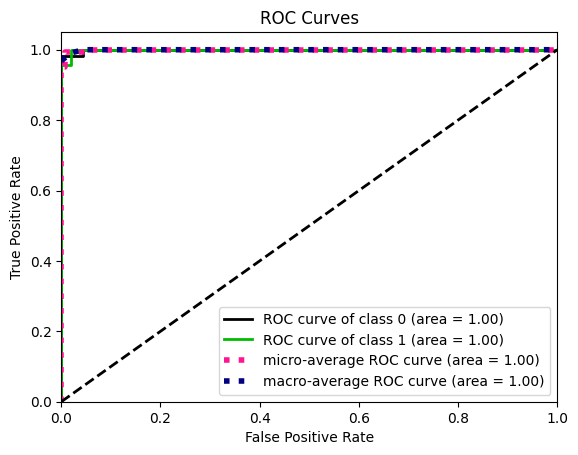 ROC Curves
True Positive Rate
1.0
0.8
0.6
0.4
0.2
0.0
ROC curve of class 0 (area = 1.00)
ROC curve of class 1 (area = 1.00)
micro-average ROC curve (area = 1.00)
macro-average ROC curve (area = 1.00)
0.0 0.2 0.4 0.6 0.8 1.0
False Positive Rate